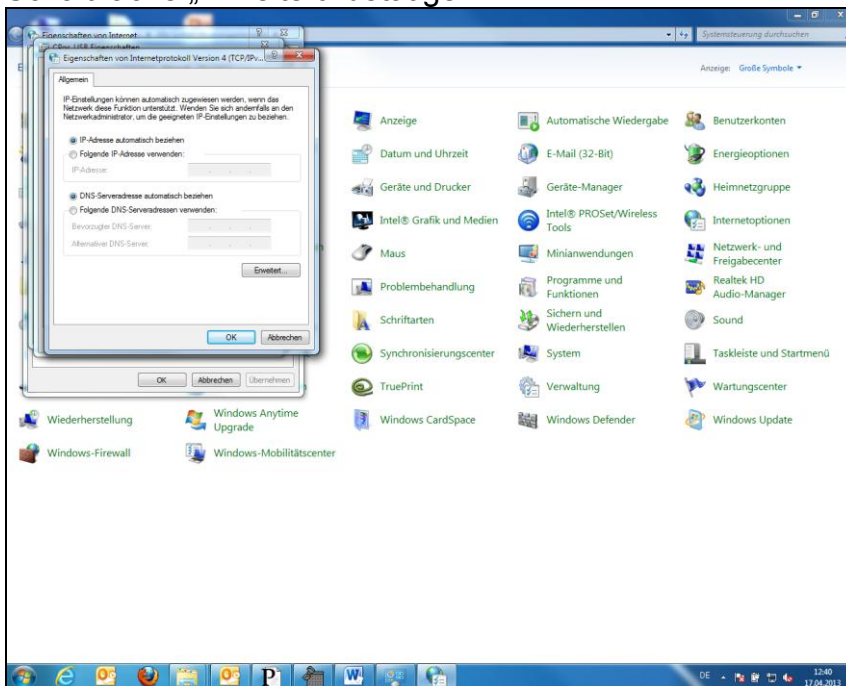 Eigenschaften von Internet
Systemsteuerung durchsuchen
CPos USB Eigenschaften
Eigenschaften von Internetprotokoll Version 4 (TCP/IPv...
Anzeige: Große Symbole
Allgemein
IP-Einstellungen können automatisch zugewiesen werden, wenn das
Netzwerk diese Funktion unterstützt. Wenden Sie sich andernfalls an den
Netzwerkadministrator, um die geeigneten IP-Einstellungen zu beziehen.
IP-Adresse automatisch beziehen
Folgende IP-Adresse verwenden:
IP-Adresse:
DNS-Serveradresse automatisch beziehen
Folgende DNS-Serveradressen verwenden:
Bevorzugter DNS-Server:
Alternativer DNS-Server:
Erweitert...
OK Abbrechen
OK Abbrechen Übernehmen
Anzeige
Automatische Wiedergabe
Benutzerkonten
Datum und Uhrzeit
E-Mail (32-Bit)
Energieoptionen
Geräte und Drucker
Geräte-Manager
Heimnetzgruppe
Intel® Grafik und Medien
Intel® PROSet/Wireless
Tools
Internetoptionen
Maus
Minianwendungen
Netzwerk- und
Freigabecenter
Problembehandlung
Programme und
Funktionen
Realtek HD
Audio-Manager
Schriftarten
Sichern und
Wiederherstellen
Sound
Synchronisierungscenter
System
Taskleiste und Startmenü
TruePrint
Verwaltung
Wartungscenter
Wiederherstellung
Windows Anytime
Upgrade
Windows CardSpace
Windows Defender
Windows Update
Windows-Firewall
Windows-Mobilitätscenter
DE
12:40
17.04.2013